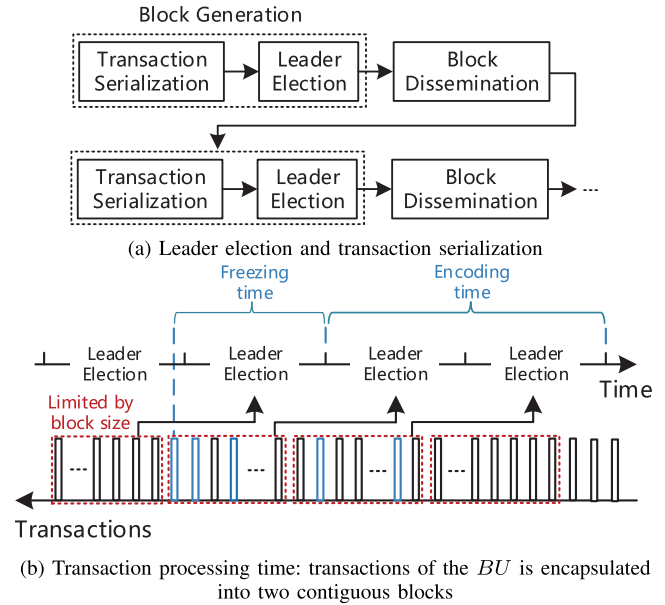 Block Generation
Transaction Serialization
Leader Election
Block Dissemination
Transaction Serialization
Leader Election
Block Dissemination
...
(a) Leader election and transaction serialization
Freezing time
Encoding time
Leader Election
Leader Election
Leader Election
Leader Election
Time
Limited by block size
...
...
...
...
Transactions
(b) Transaction processing time: transactions of the BU is encapsulated
into two contiguous blocks